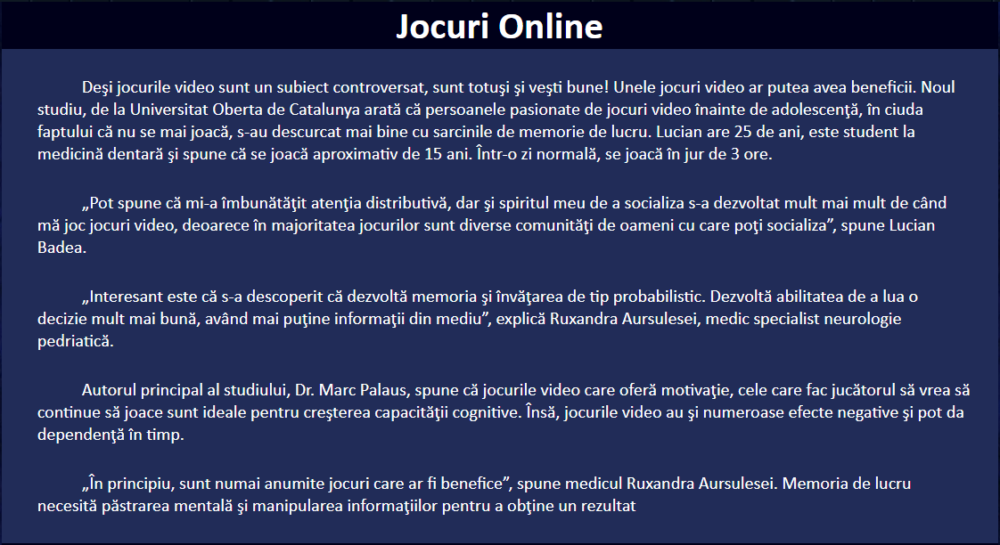 Jocuri Online
Deşi jocurile video sunt un subiect controversat, sunt totuşi şi veşti bune! Unele jocuri video ar putea avea beneficii. Noul
studiu, de la Universitat Oberta de Catalunya arată că persoanele pasionate de jocuri video înainte de adolescenţă, în ciuda
faptului că nu se mai joacă, s-au descurcat mai bine cu sarcinile de memorie de lucru. Lucian are 25 de ani, este student la
medicină dentară şi spune că se joacă aproximativ de 15 ani. Într-o zi normală, se joacă în jur de 3 ore.
„Pot spune că mi-a îmbunătăţit atenţia distributivă, dar şi spiritul meu de a socializa s-a dezvoltat mult mai mult de când
mă joc jocuri video, deoarece în majoritatea jocurilor sunt diverse comunităţi de oameni cu care poţi socializa”, spune Lucian
Badea.
„Interesant este că s-a descoperit că dezvoltă memoria şi învăţarea de tip probabilistic. Dezvoltă abilitatea de a lua o
decizie mult mai bună, având mai puţine informaţii din mediu”, explică Ruxandra Aursulesei, medic specialist neurologie
pedriatică.
Autorul principal al studiului, Dr. Marc Palaus, spune că jocurile video care oferă motivaţie, cele care fac jucătorul să vrea să
continue să joace sunt ideale pentru creşterea capacităţii cognitive. Însă, jocurile video au şi numeroase efecte negative şi pot da
dependenţă în timp.
„În principiu, sunt numai anumite jocuri care ar fi benefice”, spune medicul Ruxandra Aursulesei. Memoria de lucru
necesită păstrarea mentală şi manipularea informaţiilor pentru a obţine un rezultat